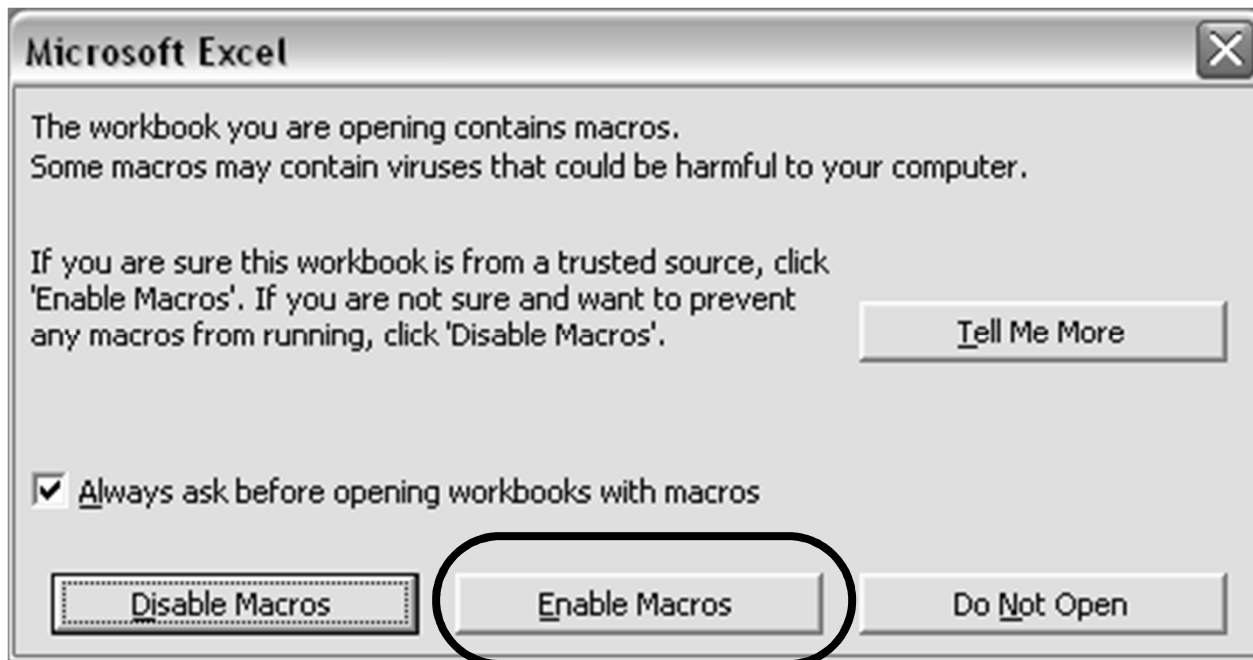 Microsoft Excel
The workbook you are opening contains macros.
Some macros may contain viruses that could be harmful to your computer.
If you are sure this workbook is from a trusted source, click
'Enable Macros'. If you are not sure and want to prevent
any macros from running, click 'Disable Macros'.
Tell Me More
Always ask before opening workbooks with macros
Disable Macros
Enable Macros
Do Not Open